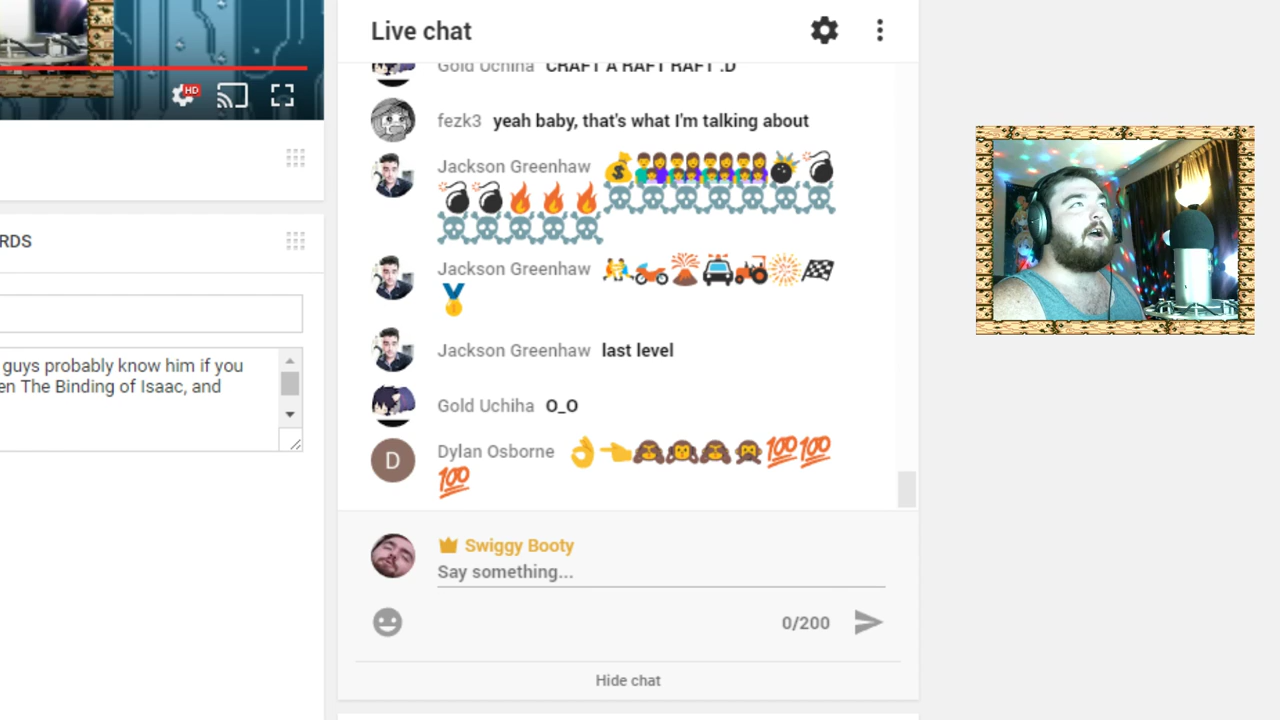 Live chat
HD
Gold Uchiha CRAFT A RAFT RAFT :D
fezk3 yeah baby, that's what I'm talking about
Jackson Greenhaw
Jackson Greenhaw
RDS
Jackson Greenhaw last level
guys probably know him if you
en The Binding of Isaac, and
Gold Uchiha O_O
D Dylan Osborne 💯💯
💯
Swiggy Booty
Say something...
0/200
Hide chat